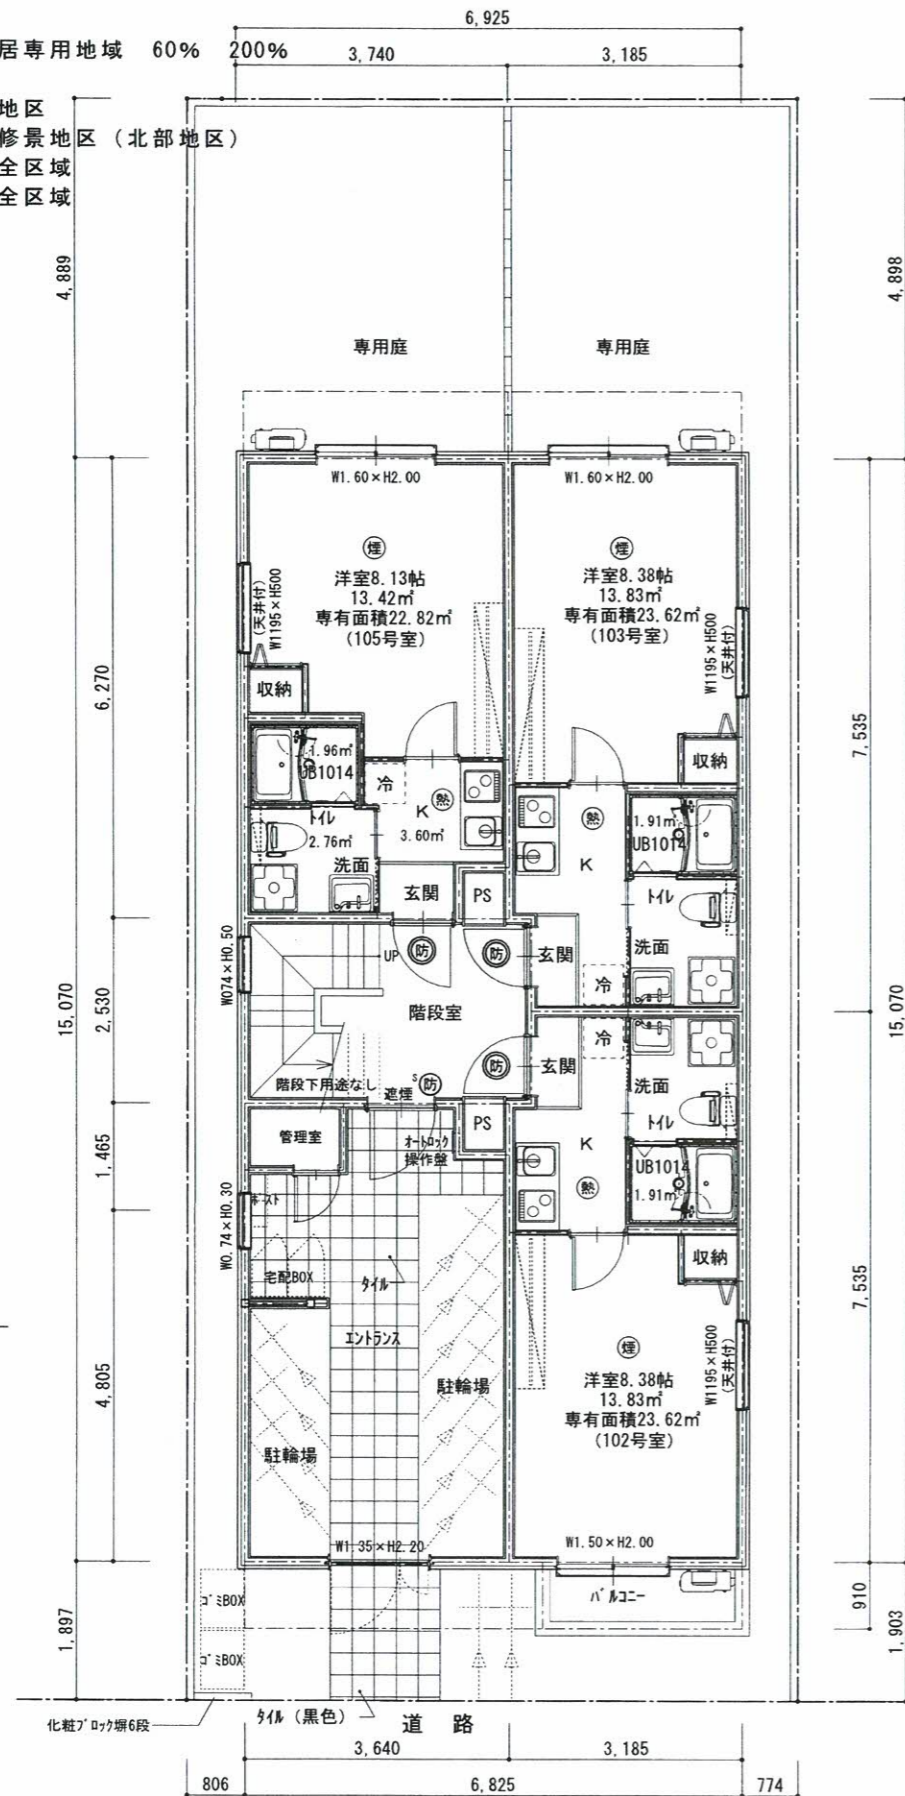 6,925
居専用地域　60%　200%
3,740
3,185
地区
修景地区（北部地区）
全区域
全区域
4,889
4,898
専用庭
専用庭
W1.60×H2.00
W1.60×H2.00
煙
洋室8.13帖
13.42㎡
専有面積22.82㎡
(105号室)
煙
洋室8.38帖
13.83㎡
専有面積23.62㎡
(103号室)
(天井付)
W1195×H500
W1195×H500
(天井付)
6,270
7,535
収納
収納
1.96㎡
UB1014
冷
K
熱
3.60㎡
熱
K
1.91㎡
UB1014
トイレ
2.76㎡
洗面
玄関
PS
トイレ
洗面
W074×H0.50
UP
防
防
玄関
冷
15,070
2,530
15,070
階段室
冷
洗面
防
玄関
階段下用途なし
遮煙
S
防
トイレ
管理室
オートロック
操作盤
PS
1,465
K
熱
UB1014
1.91㎡
W0.74×H0.30
ポスト
宅配BOX
タイル
収納
エントランス
4,805
7,535
煙
洋室8.38帖
13.83㎡
専有面積23.62㎡
(102号室)
W1195×H500
(天井付)
駐輪場
駐輪場
W1.35×H2.20
W1.50×H2.00
ゴミBOX
バルコニー
910
1,897
1,903
ゴミBOX
化粧ブロック塀6段
タイル（黒色）
道路
3,640
3,185
806
6,825
774